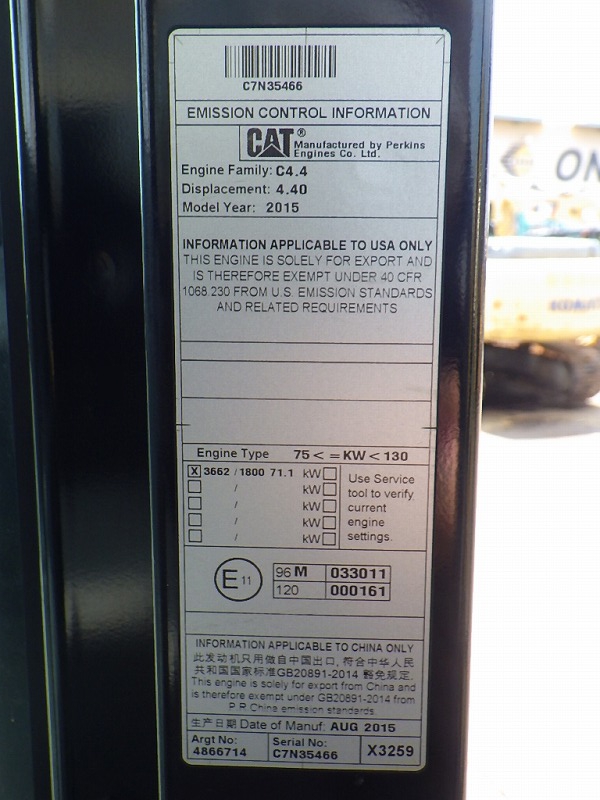 C7N35466
EMISSION CONTROL INFORMATION
CAT® Manufactured by Perkins
Engines Co. Ltd.
Engine Family: C4.4
Displacement: 4.40
Model Year: 2015
INFORMATION APPLICABLE TO USA ONLY
THIS ENGINE IS SOLELY FOR EXPORT AND
IS THEREFORE EXEMPT UNDER 40 CFR
1068.230 FROM U.S. EMISSION STANDARDS
AND RELATED REQUIREMENTS
Engine Type 75 < = KW < 130
X 3662 / 1800 71.1 kW
/ kW
/ kW
/ kW
/ kW
Use Service
tool to verify
current
engine
settings.
E 11
96 M 033011
120 000161
INFORMATION APPLICABLE TO CHINA ONLY
此发动机只用做自中国出口, 符合中华人民
共和国国家标准GB20891-2014 豁免规定.
This engine is solely for export from China and
is therefore exempt under GB20891-2014 from
P.R.China emission standards
生产日期 Date of Manuf: AUG 2015
Argt No:
4866714
Serial No:
C7N35466
X3259
ON
KOMATSU